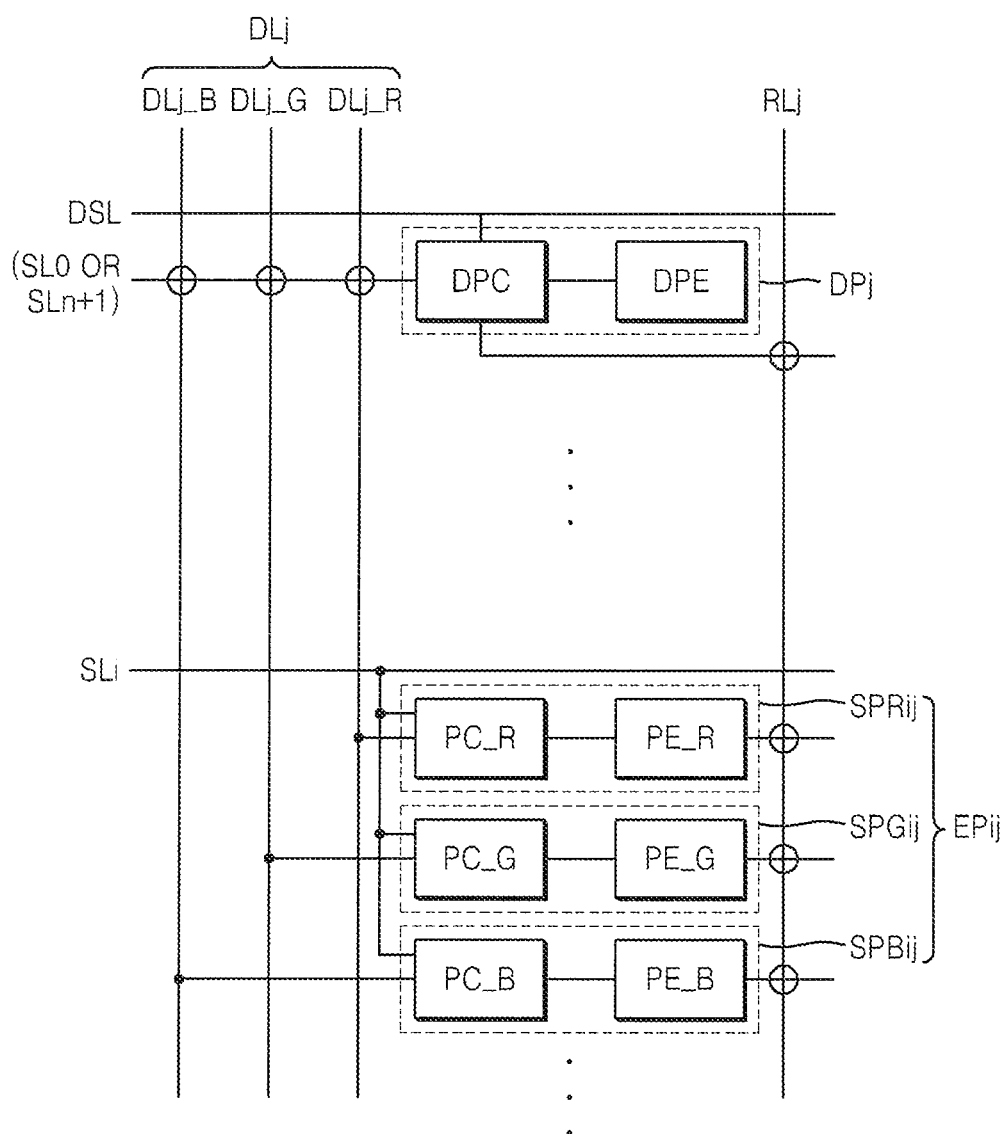 DLj
DLj_B DLj_G DLj_R
RLj
DSL
(SL0 OR
SLn+1)
DPC
DPE
DPj
SLi
PC_R
PE_R
SPRij
PC_G
PE_G
SPGij
EPij
PC_B
PE_B
SPBij